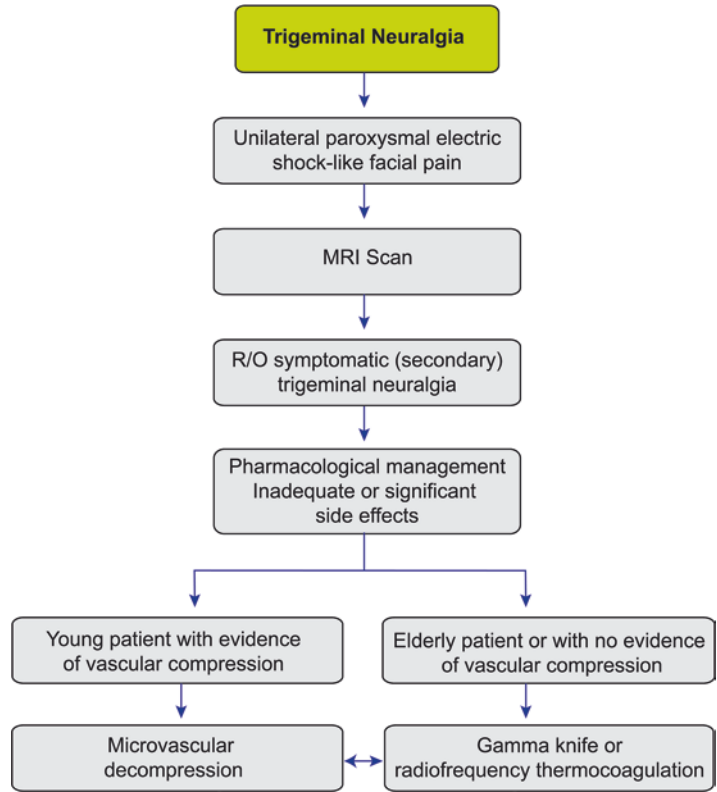 Trigeminal Neuralgia
Unilateral paroxysmal electric
shock-like facial pain
MRI Scan
R/O symptomatic (secondary)
trigeminal neuralgia
Pharmacological management
Inadequate or significant
side effects
Young patient with evidence
of vascular compression
Elderly patient or with no evidence
of vascular compression
Microvascular
decompression
Gamma knife or
radiofrequency thermocoagulation